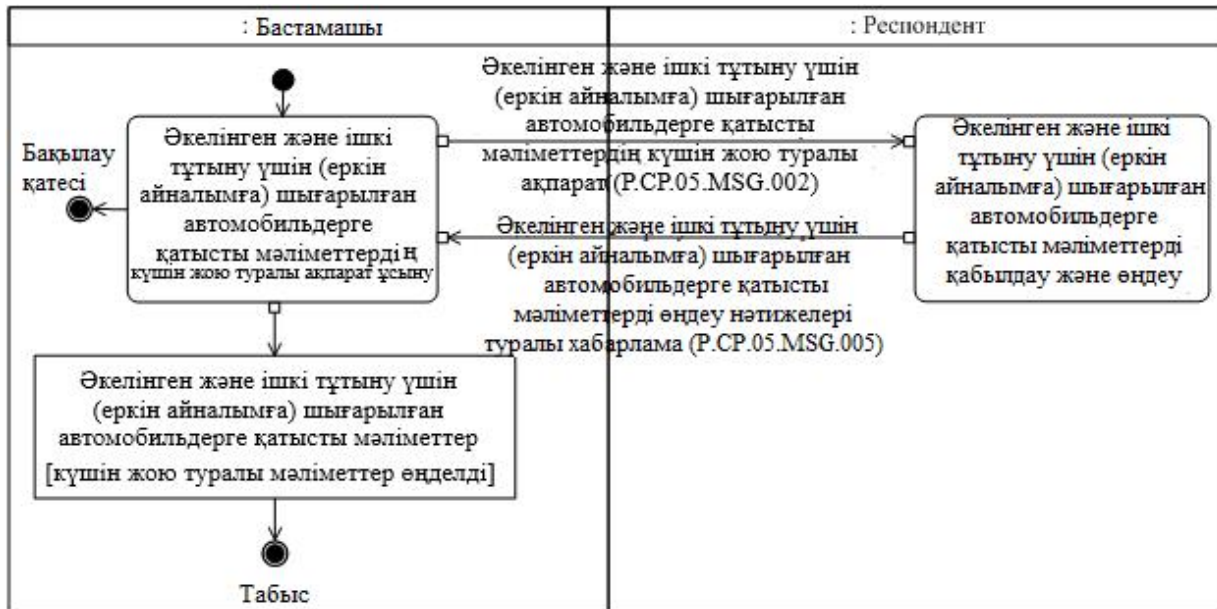 : Бастамашы
: Респондент
Бақылау
қатесі
Әкелінген және ішкі
тұтыну үшін (еркін
айналымға) шығарылған
автомобильдерге
қатысты мәліметтердің
күшін жою туралы ақпарат ұсыну
Әкелінген және ішкі тұтыну үшін
(еркін айналымға) шығарылған
автомобильдерге қатысты
мәліметтердің күшін жою туралы
ақпарат((P.CP.05.MSG.002)
Әкелінген және ішкі тұтыну үшін
(еркін айналымға) шығарылған
автомобильдерге қатысты
мәліметтерді өңдеу нәтижелері
туралы хабарлама (P.CP.05.MSG.005)
Әкелінген және ішкі
тұтыну үшін (еркін
айналымға) шығарылған
автомобильдерге
қатысты мәліметтерді
қабылдау және өңдеу
Әкелінген және ішкі тұтыну үшін
(еркін айналымға) шығарылған
автомобильдерге қатысты мәліметтер
[күшін жою туралы мәліметтер өңделді]
Табыс